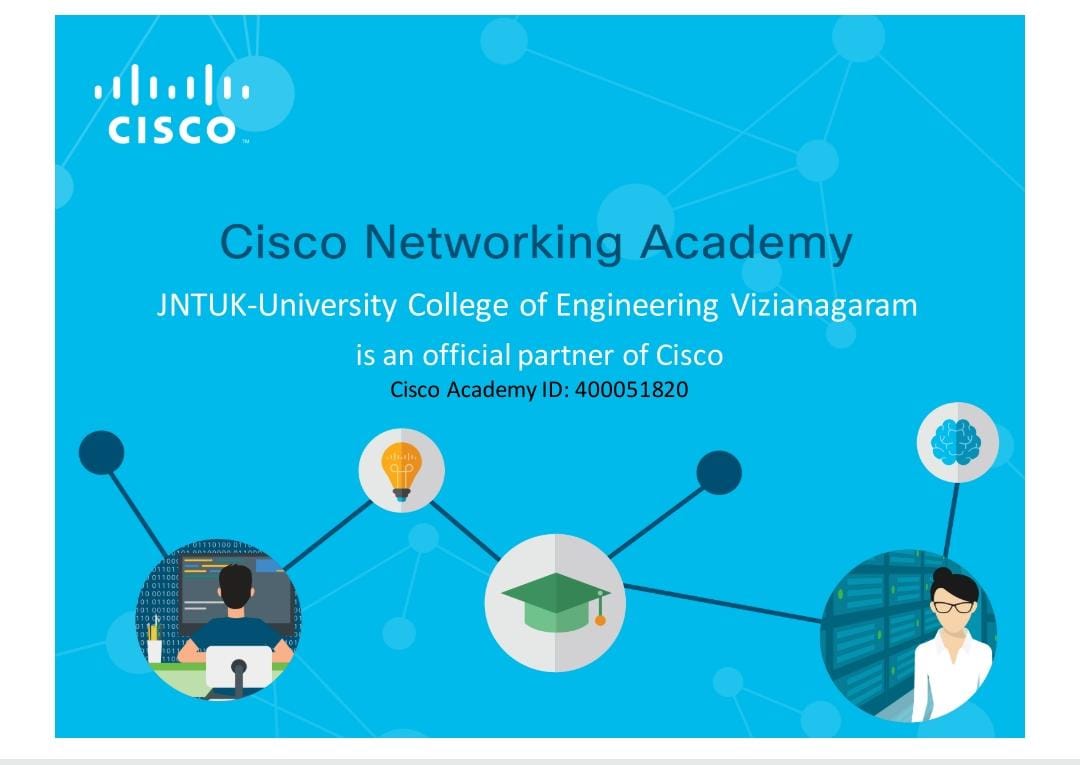 CISCO
Cisco Networking Academy
JNTUK-University College of Engineering Vizianagaram
is an official partner of Cisco
Cisco Academy ID: 400051820